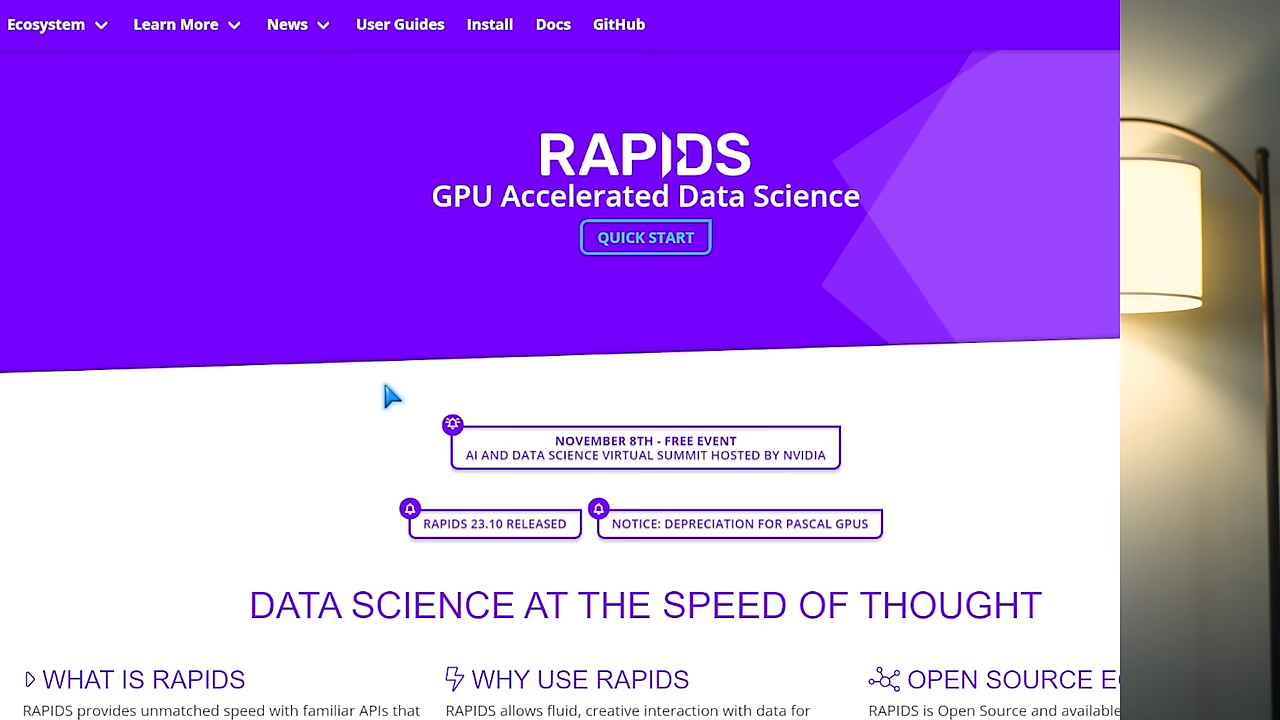 Ecosystem Learn More News User Guides Install Docs GitHub
RAPIDS
GPU Accelerated Data Science
QUICK START
NOVEMBER 8TH - FREE EVENT
AI AND DATA SCIENCE VIRTUAL SUMMIT HOSTED BY NVIDIA
RAPIDS 23.10 RELEASED
NOTICE: DEPRECIATION FOR PASCAL GPUS
DATA SCIENCE AT THE SPEED OF THOUGHT
WHAT IS RAPIDS
RAPIDS provides unmatched speed with familiar APIs that
WHY USE RAPIDS
RAPIDS allows fluid, creative interaction with data for
OPEN SOURCE
RAPIDS is Open Source and available